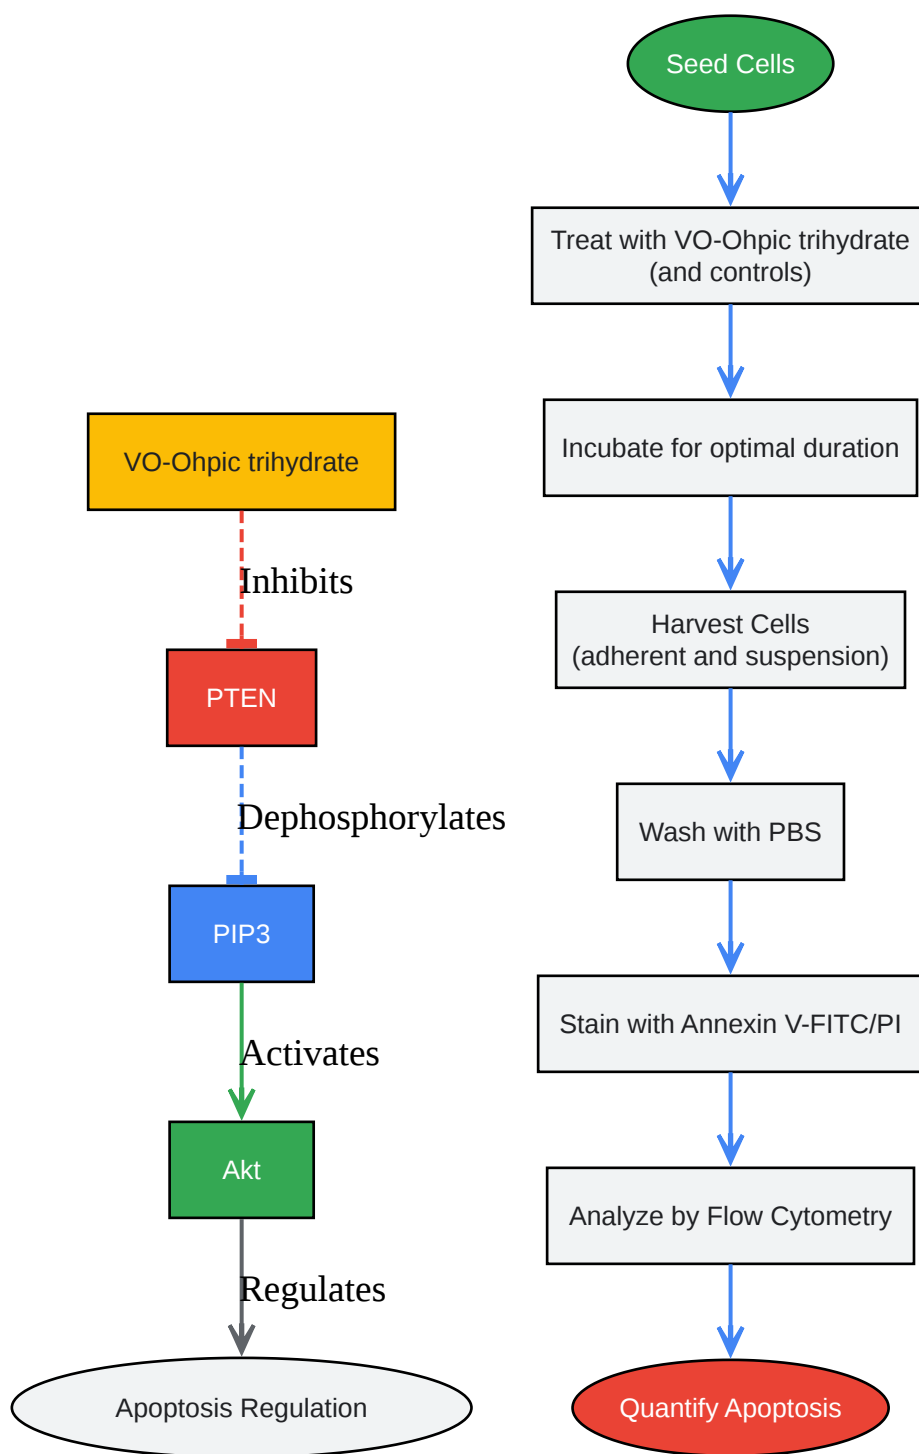 VO-Ohpic trihydrate
Inhibits
PTEN
Dephosphorylates
PIP3
Activates
Akt
Regulates
Apoptosis Regulation
Seed Cells
Treat with VO-Ohpic trihydrate
(and controls)
Incubate for optimal duration
Harvest Cells
(adherent and suspension)
Wash with PBS
Stain with Annexin V-FITC/PI
Analyze by Flow Cytometry
Quantify Apoptosis